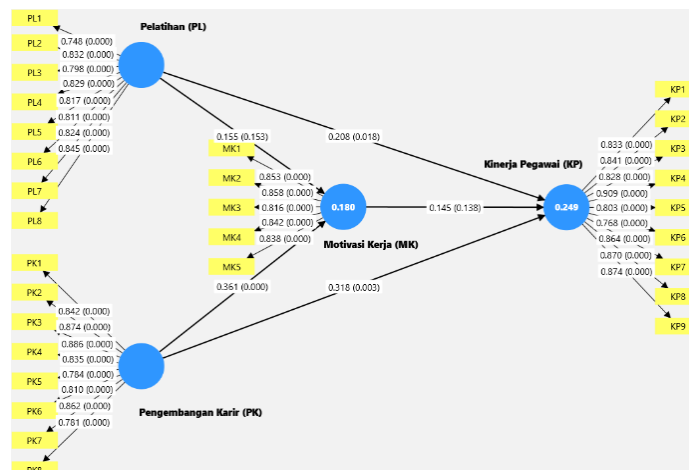 PL1
PL2
PL3
PL4
PL5
PL6
PL7
PL8
0.748 (0.000)
0.832 (0.000)
0.798 (0.000)
0.829 (0.000)
0.817 (0.000)
0.811 (0.000)
0.824 (0.000)
0.845 (0.000)
Pelatihan (PL)
0.155 (0.153)
0.208 (0.018)
MK1
MK2
MK3
MK4
MK5
0.853 (0.000)
0.858 (0.000)
0.816 (0.000)
0.842 (0.000)
0.838 (0.000)
0.180
Motivasi Kerja (MK)
0.145 (0.138)
0.361 (0.000)
0.318 (0.003)
Kinerja Pegawai (KP)
0.249
0.833 (0.000)
0.841 (0.000)
0.828 (0.000)
0.909 (0.000)
0.803 (0.000)
0.768 (0.000)
0.864 (0.000)
0.870 (0.000)
0.874 (0.000)
KP1
KP2
KP3
KP4
KP5
KP6
KP7
KP8
KP9
PK1
PK2
PK3
PK4
PK5
PK6
PK7
PK8
0.842 (0.000)
0.874 (0.000)
0.886 (0.000)
0.835 (0.000)
0.784 (0.000)
0.810 (0.000)
0.862 (0.000)
0.781 (0.000)
Pengembangan Karir (PK)